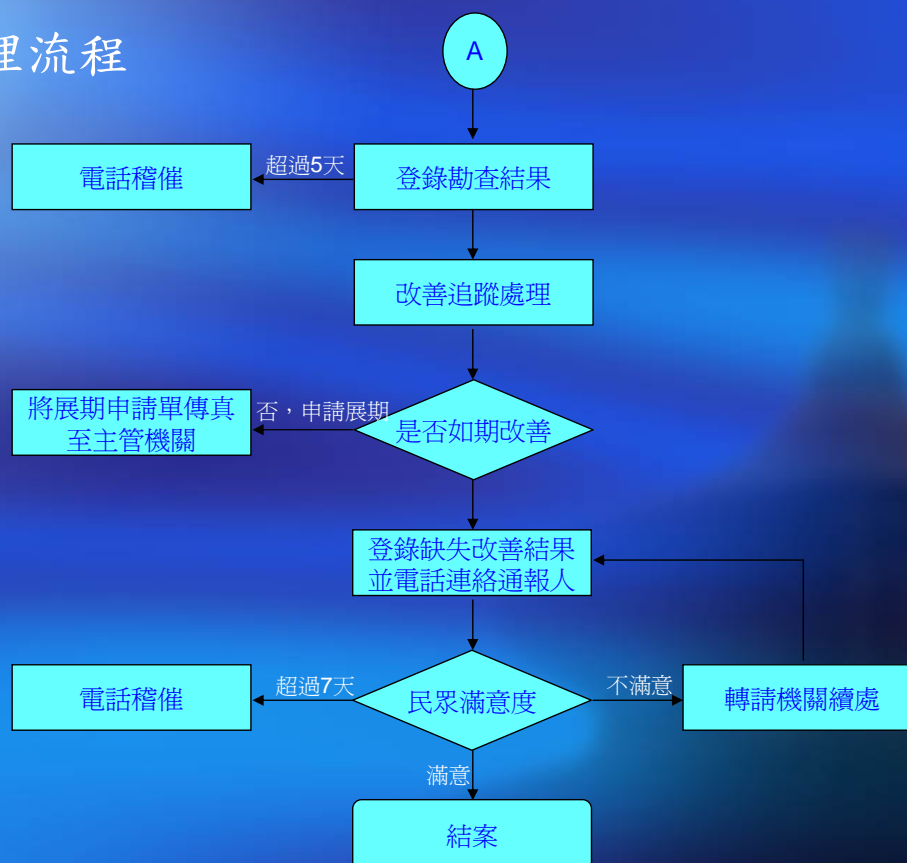 理流程
A
超過5天
電話稽催
登錄勘查結果
改善追蹤處理
將展期申請單傳真
至主管機關
否，申請展期
是否如期改善
登錄缺失改善結果
並電話連絡通報人
電話稽催
超過7天
民眾滿意度
不滿意
轉請機關續處
滿意
結案